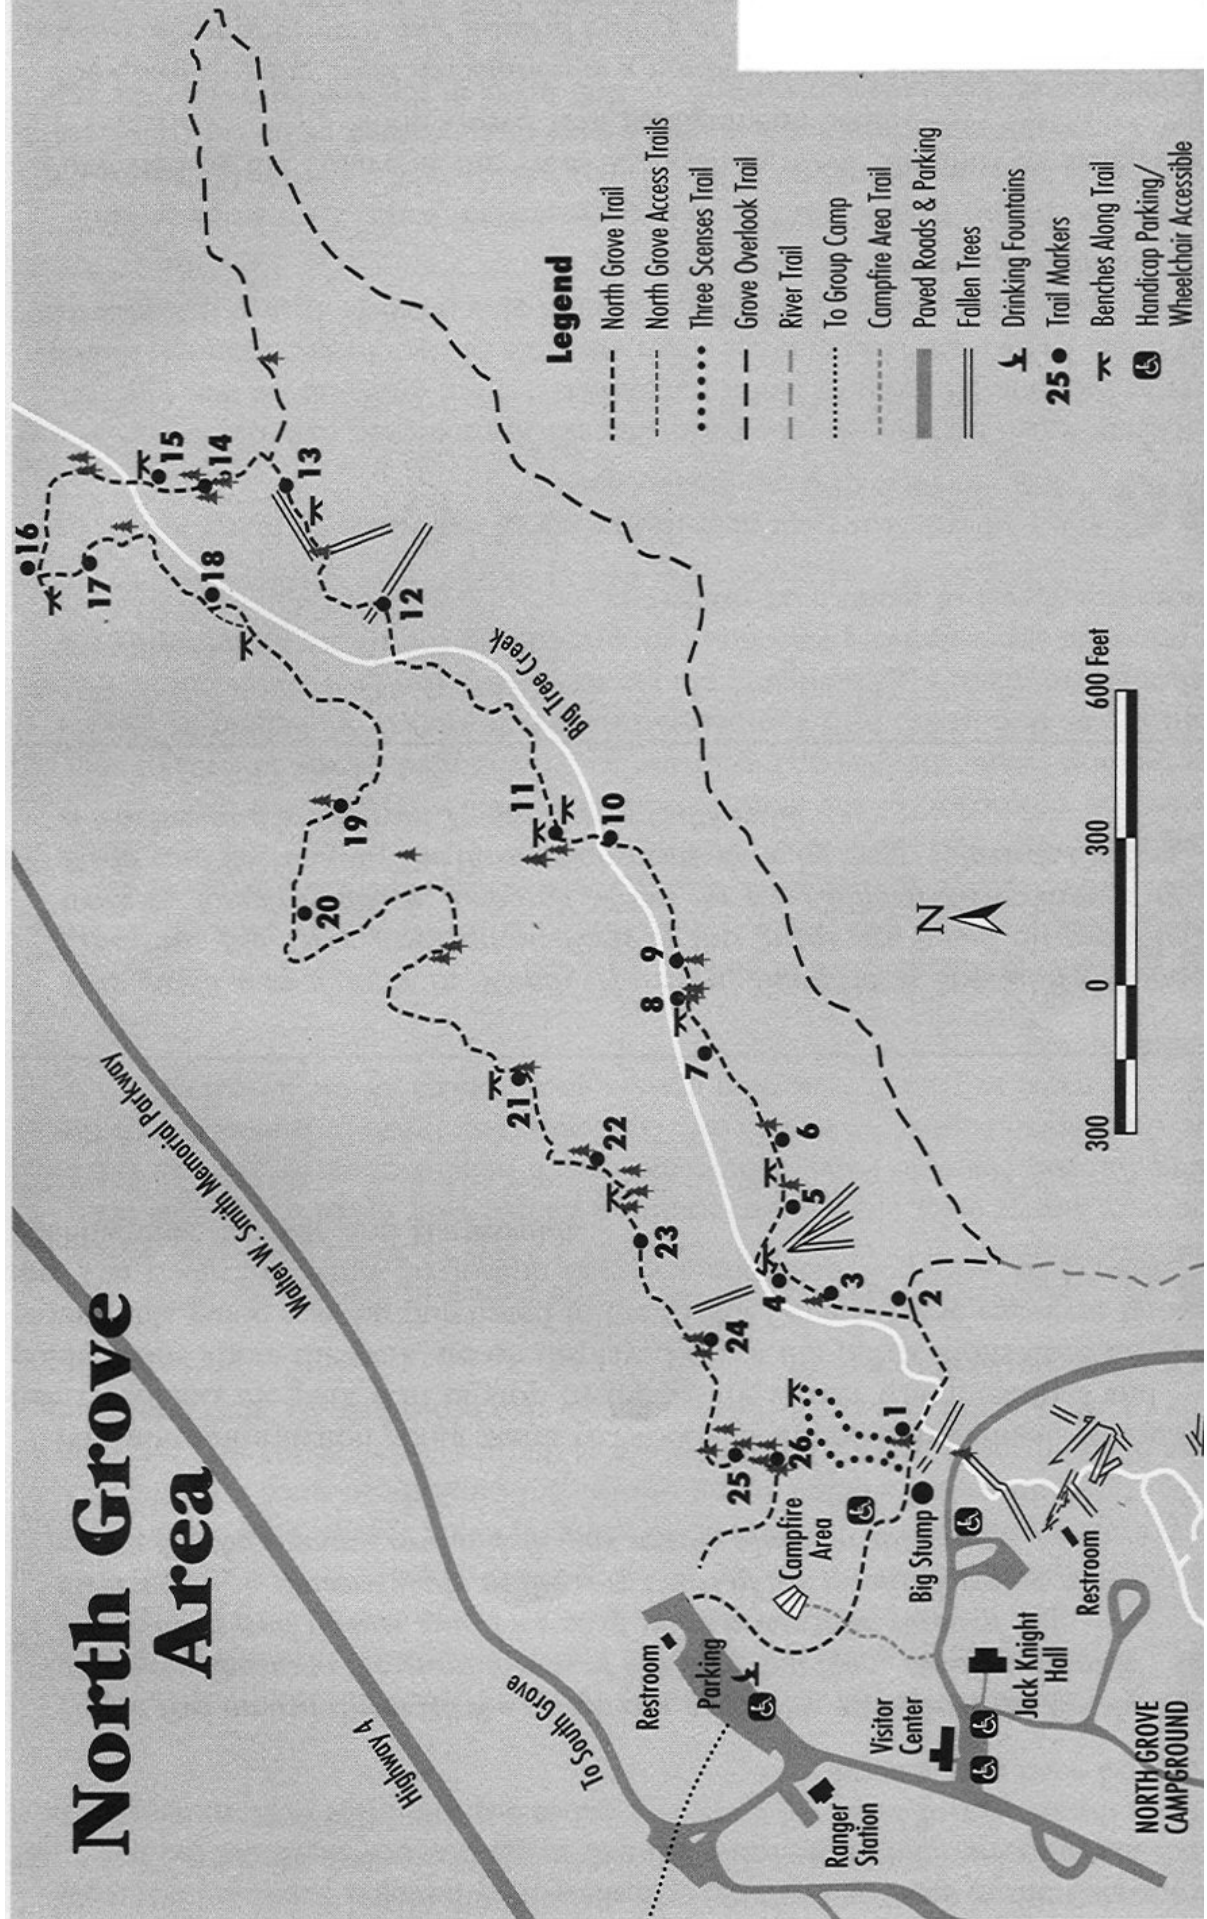 North Grove
Area
Highway 4
Walter W. Smith Memorial Parkway
To South Grove
Big Tree Creek
16
17
15
14
13
18
12
19
20
11
10
9
8
7
21
22
6
5
23
4
3
2
24
25
26
1
Campfire
Area
Big Stump
Restroom
Restroom
Parking
Visitor
Center
Jack Knight
Hall
Ranger
Station
NORTH GROVE
CAMPGROUND
N
300 0 300 600 Feet
Legend
North Grove Trail
North Grove Access Trails
Three Scenses Trail
Grove Overlook Trail
River Trail
To Group Camp
Campfire Area Trail
Paved Roads & Parking
Fallen Trees
Drinking Fountains
25 Trail Markers
Benches Along Trail
Handicap Parking/
Wheelchair Accessible